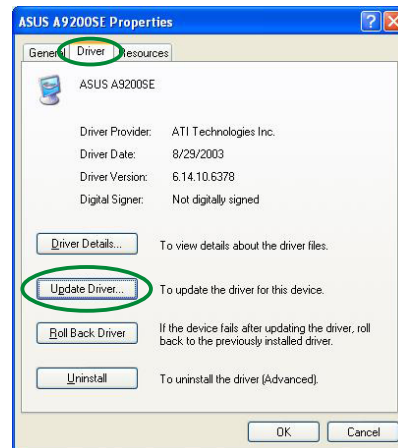 ASUS A9200SE Properties
General Driver Resources
ASUS A9200SE
Driver Provider: ATI Technologies Inc.
Driver Date: 8/29/2003
Driver Version: 6.14.10.6378
Digital Signer: Not digitally signed
Driver Details... To view details about the driver files.
Update Driver... To update the driver for this device.
Roll Back Driver If the device fails after updating the driver, roll
back to the previously installed driver.
Uninstall To uninstall the driver (Advanced).
OK Cancel